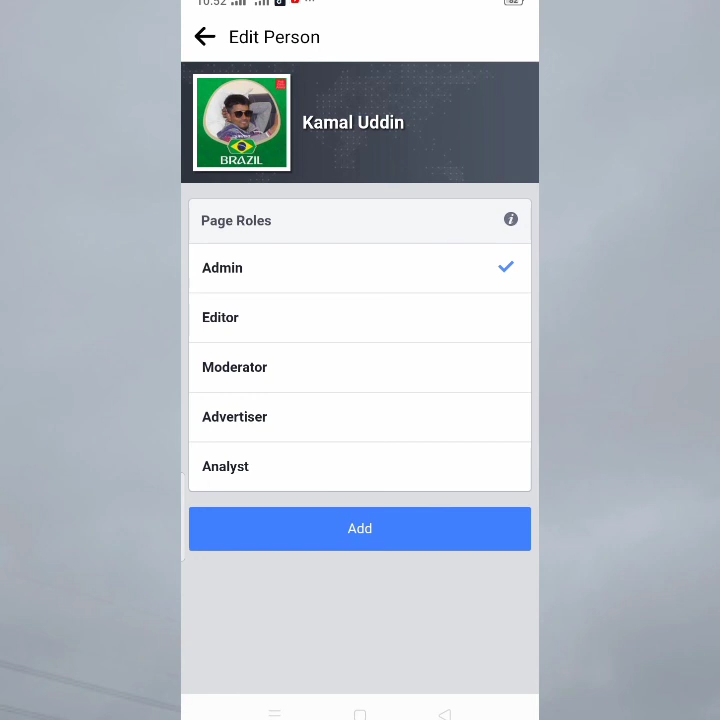 10:52
Edit Person
BRAZIL
Kamal Uddin
Page Roles
Admin
Editor
Moderator
Advertiser
Analyst
Add